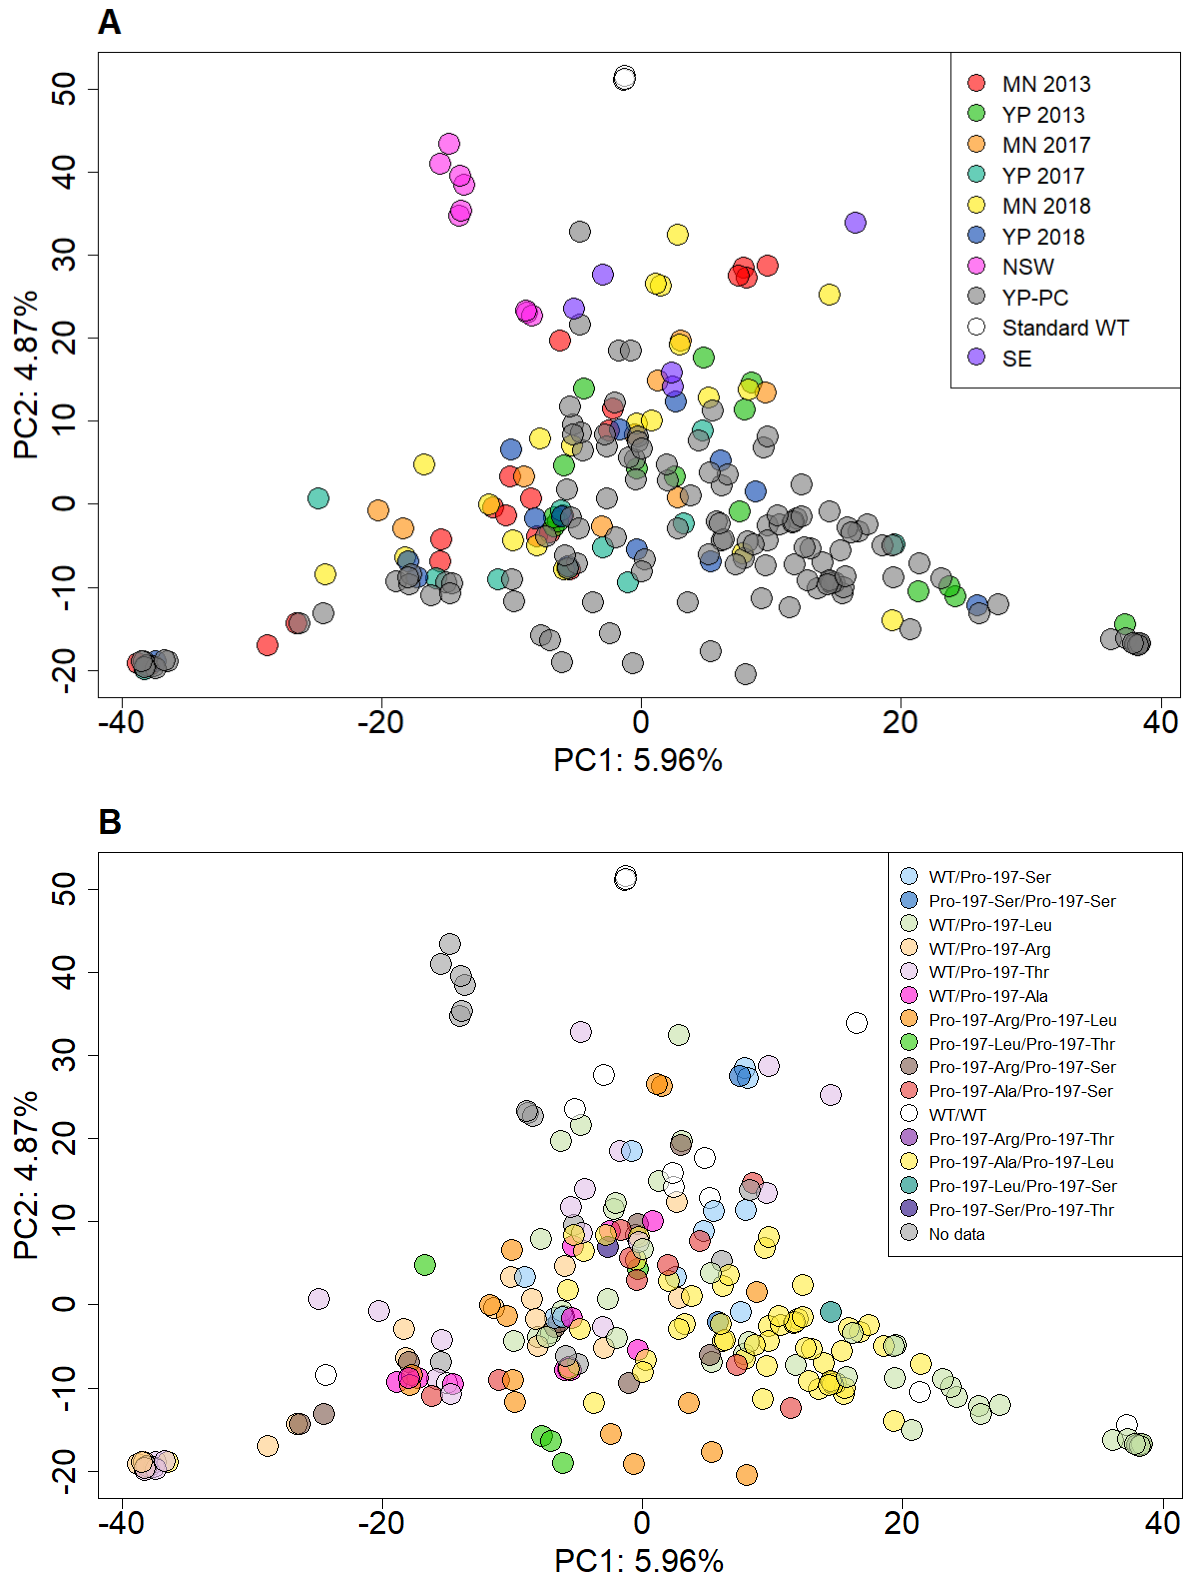 A
50
40
30
20
10
0
-10
-20
PC2: 4.87%
MN 2013
YP 2013
MN 2017
YP 2017
MN 2018
YP 2018
NSW
YP-PC
Standard WT
SE
-40
-20
0
20
40
PC1: 5.96%
B
50
40
30
20
10
0
-10
-20
PC2: 4.87%
WT/Pro-197-Ser
Pro-197-Ser/Pro-197-Ser
WT/Pro-197-Leu
WT/Pro-197-Arg
WT/Pro-197-Thr
WT/Pro-197-Ala
Pro-197-Arg/Pro-197-Leu
Pro-197-Leu/Pro-197-Thr
Pro-197-Arg/Pro-197-Ser
Pro-197-Ala/Pro-197-Ser
WT/WT
Pro-197-Arg/Pro-197-Thr
Pro-197-Ala/Pro-197-Leu
Pro-197-Leu/Pro-197-Ser
Pro-197-Ser/Pro-197-Thr
No data
-40
-20
0
20
40
PC1: 5.96%